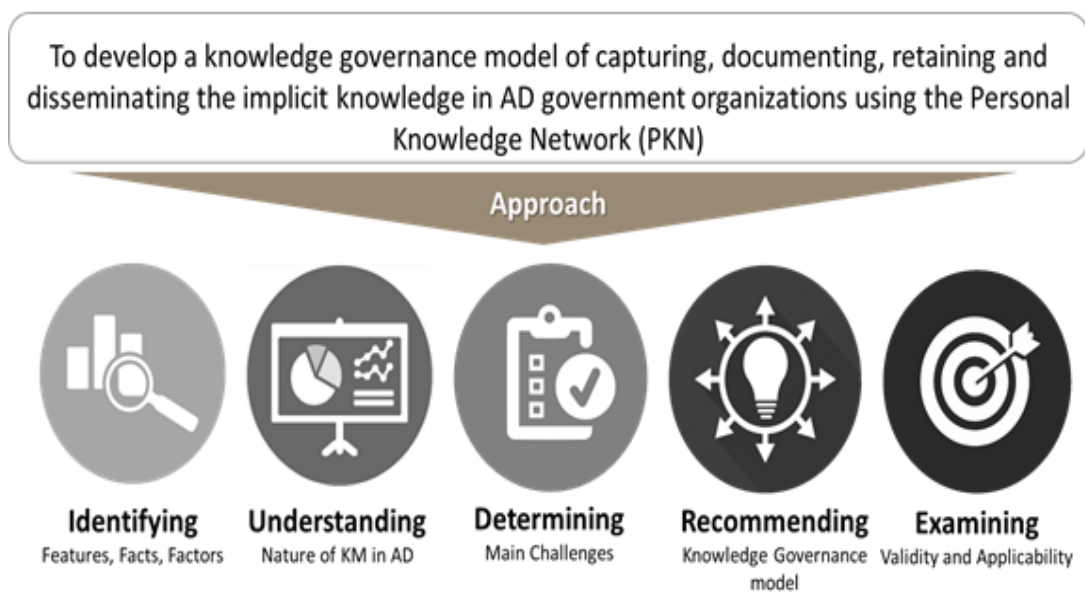 To develop a knowledge governance model of capturing, documenting, retaining and
disseminating the implicit knowledge in AD government organizations using the Personal
Knowledge Network (PKN)
Approach
Identifying
Features, Facts, Factors
Understanding
Nature of KM in AD
Determining
Main Challenges
Recommending
Knowledge Governance
model
Examining
Validity and Applicability